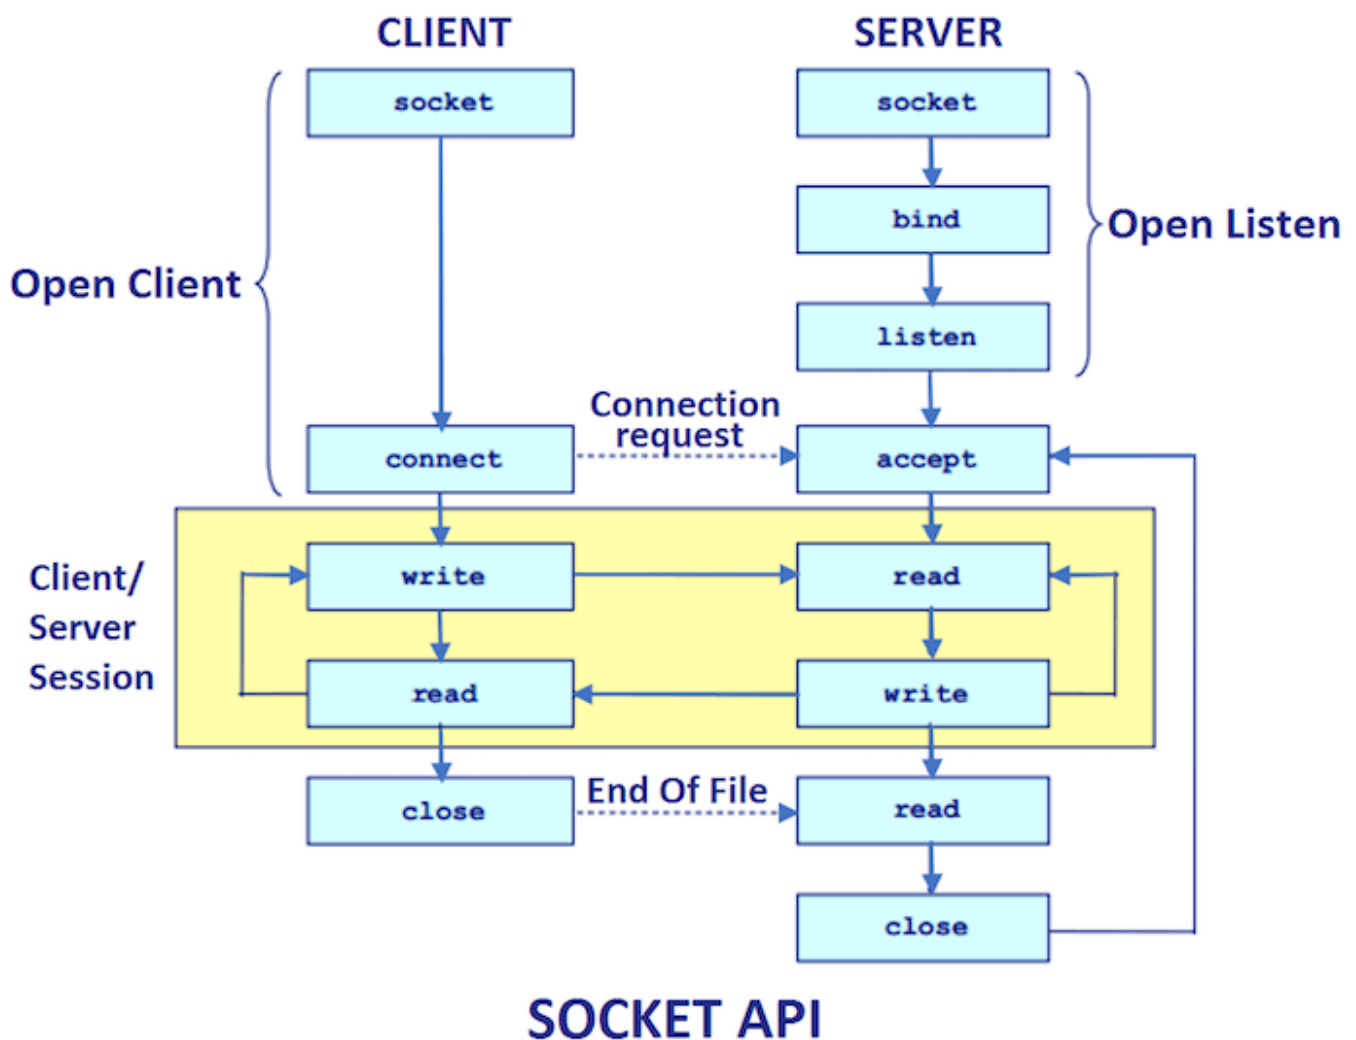 CLIENT
SERVER
socket
socket
bind
Open Listen
Open Client
listen
Connection
request
connect
accept
Client/
Server
Session
write
read
read
write
close
End Of File
read
close
SOCKET API